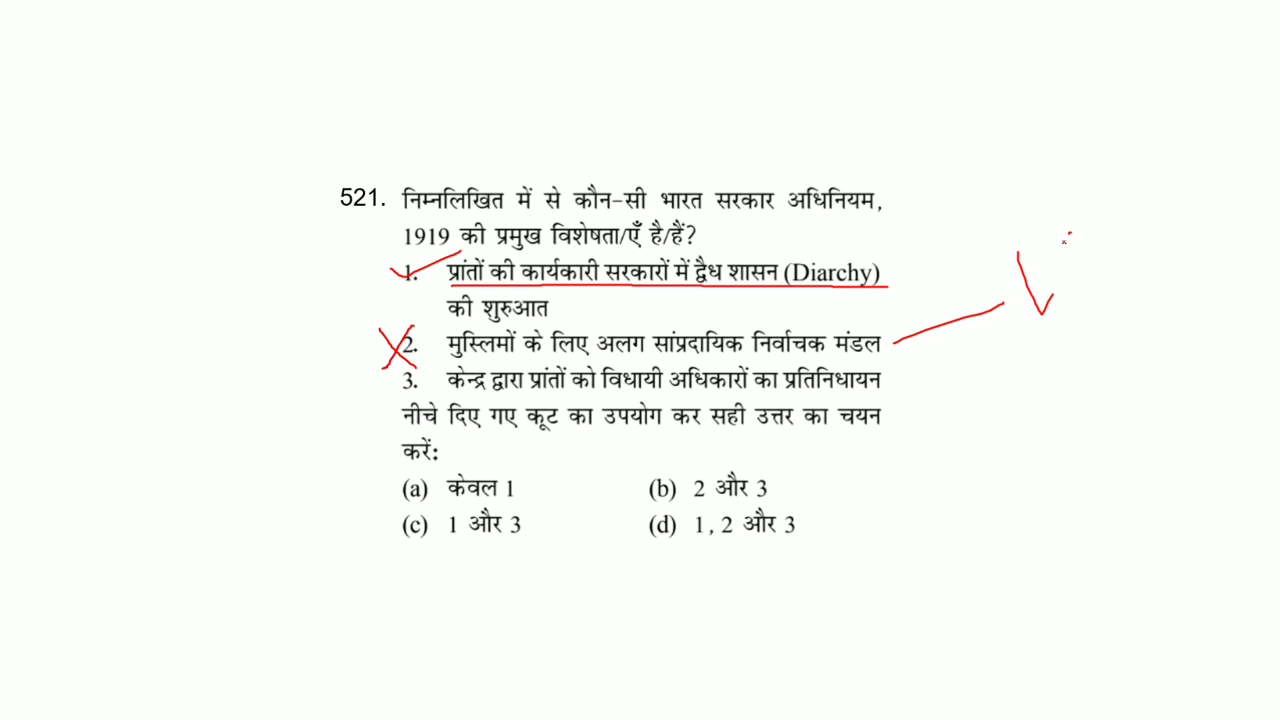 521. निम्नलिखित में से कौन-सी भारत सरकार अधिनियम,
1919 की प्रमुख विशेषता/एँ है/हैं?
1. प्रांतों की कार्यकारी सरकारों में द्वैध शासन (Diarchy)
की शुरुआत
2. मुस्लिमों के लिए अलग सांप्रदायिक निर्वाचक मंडल
3. केन्द्र द्वारा प्रांतों को विधायी अधिकारों का प्रतिनिधायन
नीचे दिए गए कूट का उपयोग कर सही उत्तर का चयन
करें:
(a) केवल 1 (b) 2 और 3
(c) 1 और 3 (d) 1, 2 और 3